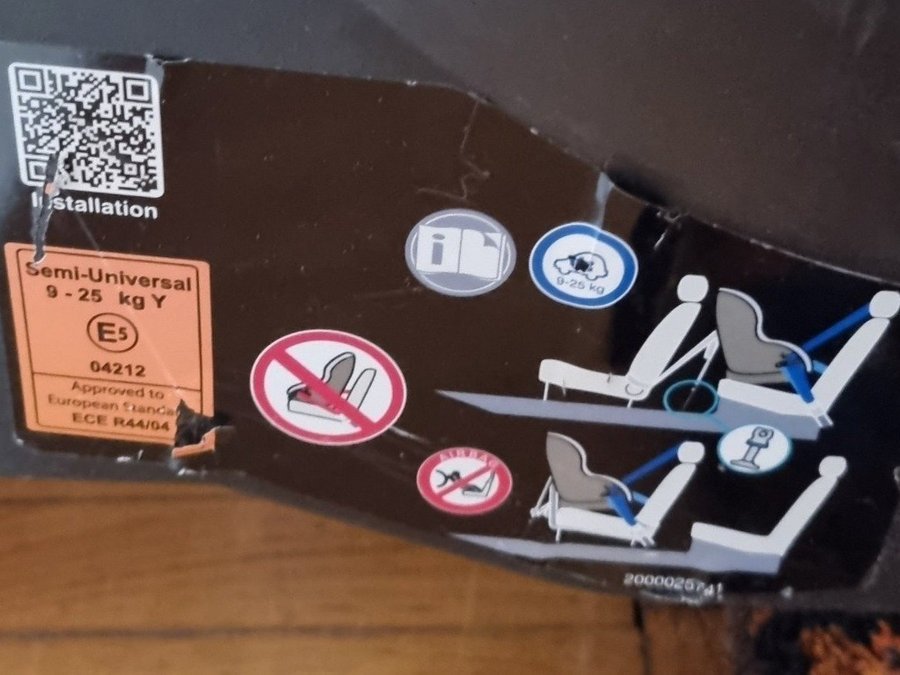 Installation
Semi-Universal
9 - 25 kg Y
E5
04212
Approved to
European Standard
ECE R44/04
9-25 kg
AIRBAG
2000025741